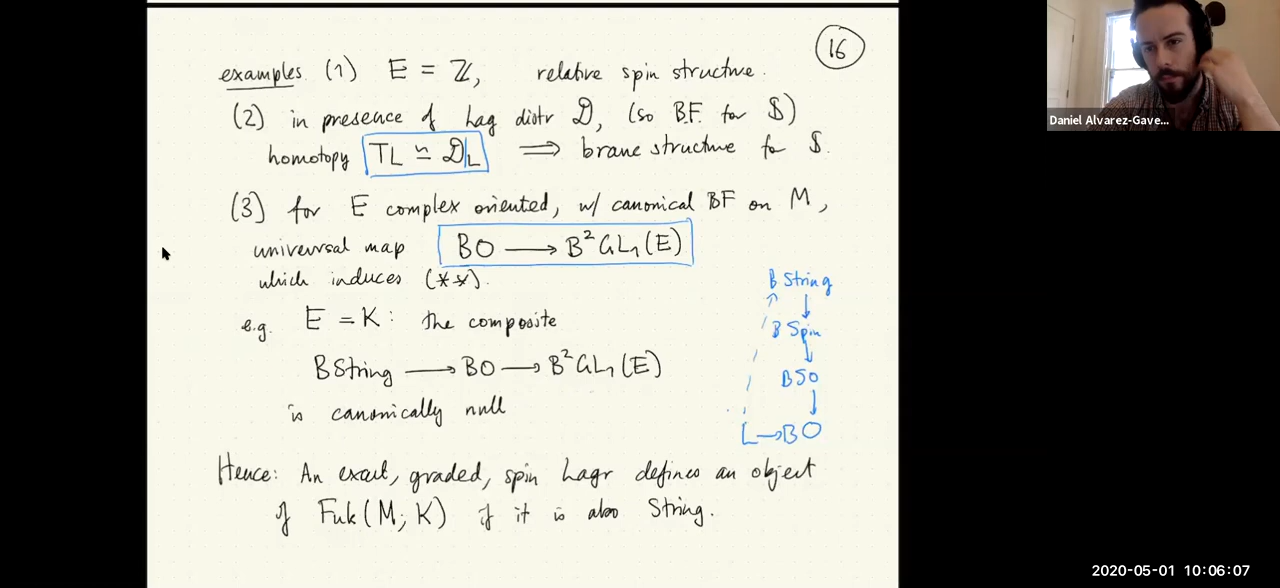 16
examples (1) E = ℤ, relative spin structure.
(2) in presence of Lag distr 𝒟, (so B.F. for $)
homotopy TL ≃ 𝒟|L ⟹ brane structure for $.
(3) for E complex oriented, w/ canonical BF on M,
universal map BO ⟶ B²GL₁(E)
which induces (**).
e.g. E = K : the composite
BString ⟶ BO ⟶ B²GL₁(E)
is canonically null
B String
↓
B Spin
↓
BSO
↓
L→BO
Hence: An exact, graded, spin Lagr defines an object
of Fuk(M; K) if it is also String.
Daniel Alvarez-Gave...
2020-05-01 10:06:07